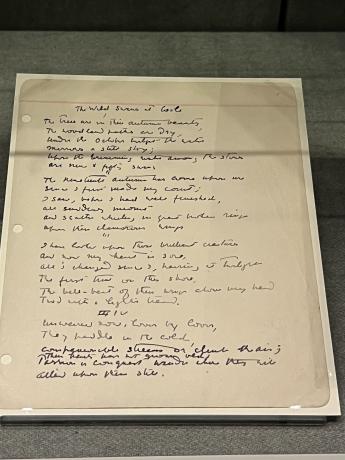 The Wild Swans at Coole
The trees are in their autumn beauty,
The woodland paths are dry,
Under the October twilight the water
mirrors a still sky;
Upon the brimming water among the stones
are nine & fifty swans
II
The nineteenth autumn has come upon me
Since I first made my count;
I saw, before I had well finished,
all suddenly mount
and scatter wheeling in great broken rings
upon their clamorous wings
III
I have looked upon those brilliant creatures
and now my heart is sore,
all's changed since I, hearing at twilight
The first time on this shore,
The bell-beat of their wings above my head
Trod with a lighter tread.
IV
Unwearied now, lover by lover,
They paddle in the cold,
Companionable streams or climb the air;
Their hearts have not grown old
Passion or conquest wander where they will
attend upon them still.